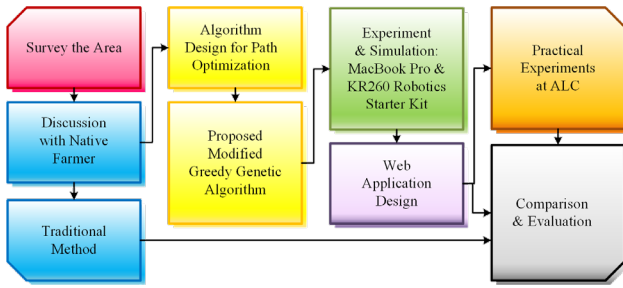 Survey the Area
Discussion
with Native
Farmer
Traditional
Method
Algorithm
Design for Path
Optimization
Proposed
Modified
Greedy Genetic
Algorithm
Experiment
& Simulation:
MacBook Pro &
KR260 Robotics
Starter Kit
Web
Application
Design
Practical
Experiments
at ALC
Comparison
& Evaluation